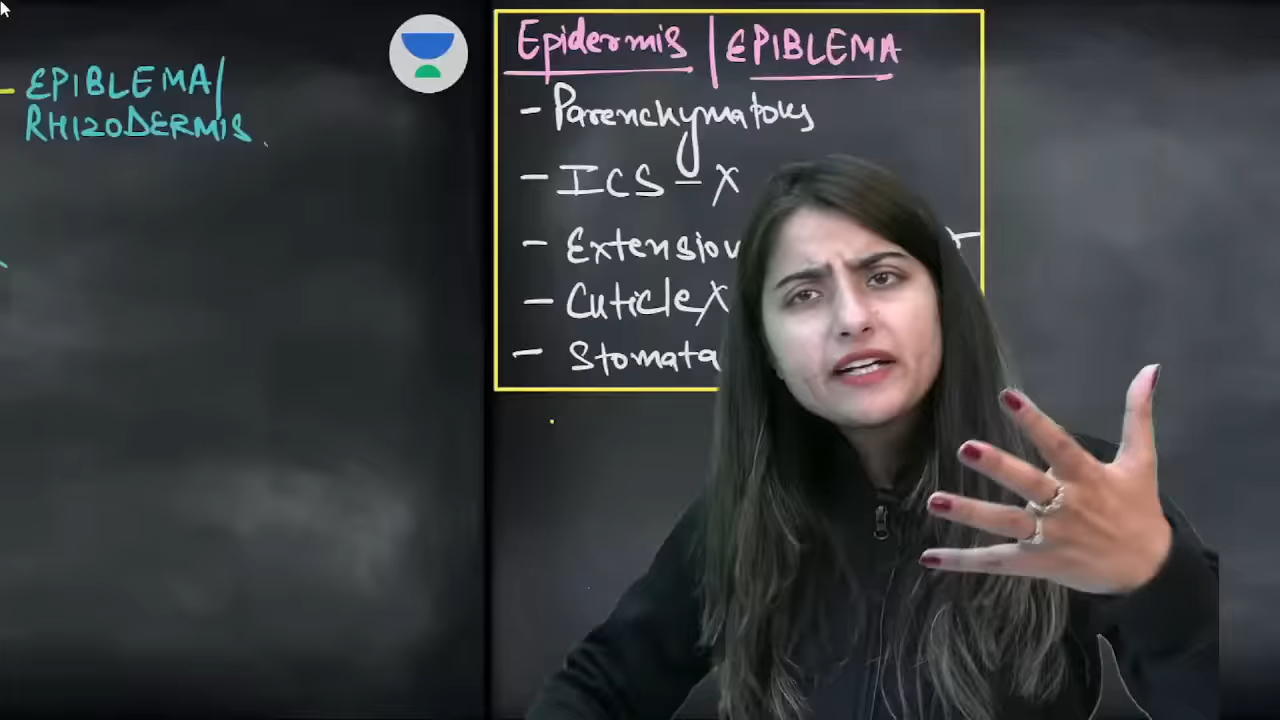 EPIBLEMA/
RHIZODERMIS
Epidermis | EPIBLEMA
- Parenchymatous
- ICS - X
- Extension
- Cuticle X
- Stomata